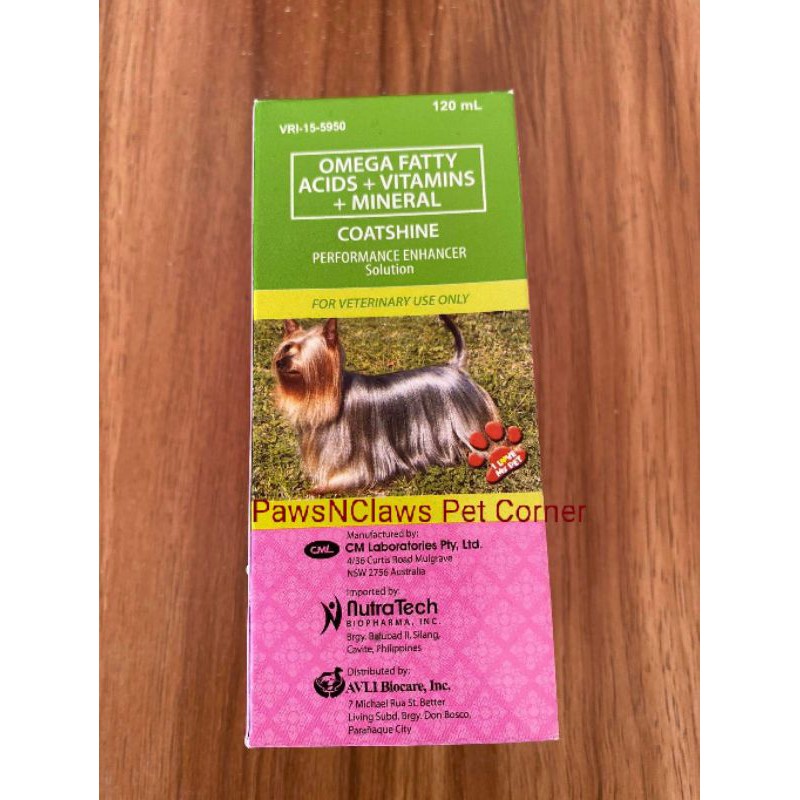 120 mL
VRI-15-5950
OMEGA FATTY
ACIDS + VITAMINS
+ MINERAL
COATSHINE
PERFORMANCE ENHANCER
Solution
FOR VETERINARY USE ONLY
I LOVE
MY PET
PawsNClaws Pet Corner
Manufactured by:
CML CM Laboratories Pty, Ltd.
4/36 Curtis Road Mulgrave
NSW 2756 Australia
Imported by:
NutraTech
BIOPHARMA, INC.
Brgy. Balubad II, Silang,
Cavite, Philippines
Distributed by:
AVLI Biocare, Inc.
7 Michael Rua St. Better
Living Subd. Brgy. Don Bosco,
Parañaque City